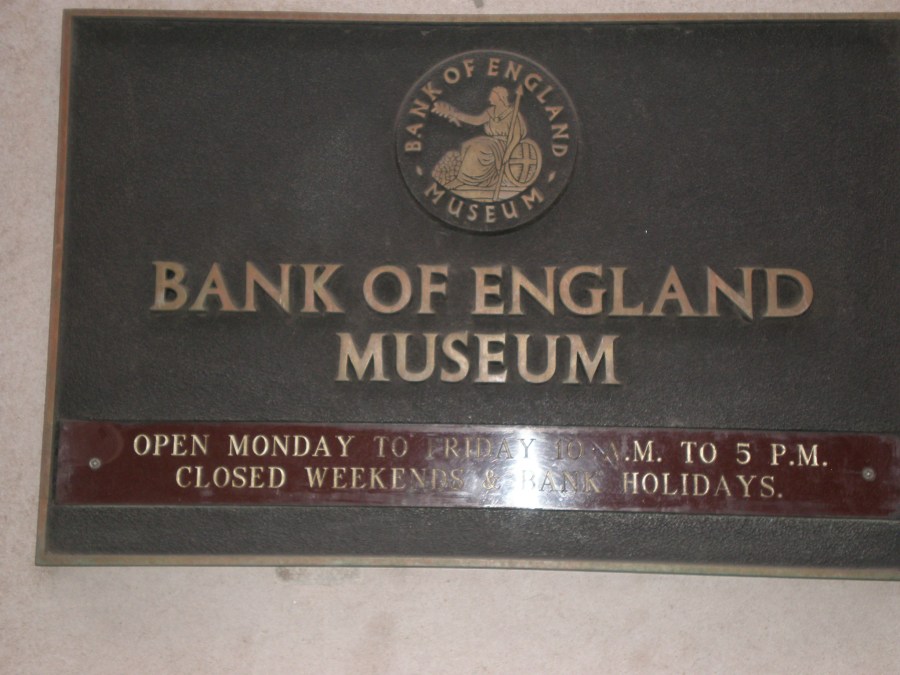 BANK OF ENGLAND
MUSEUM
BANK OF ENGLAND
MUSEUM
OPEN MONDAY TO FRIDAY 10 A.M. TO 5 P.M.
CLOSED WEEKENDS & BANK HOLIDAYS.